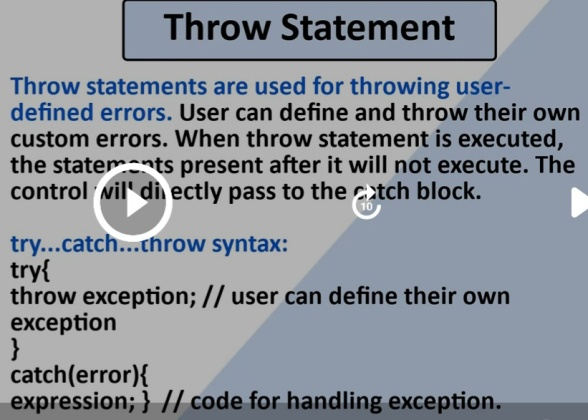 Throw Statement
Throw statements are used for throwing user-
defined errors. User can define and throw their own
custom errors. When throw statement is executed,
the statements present after it will not execute. The
control will directly pass to the catch block.
10
try...catch...throw syntax:
try{
throw exception; // user can define their own
exception
}
catch(error){
expression; } // code for handling exception.